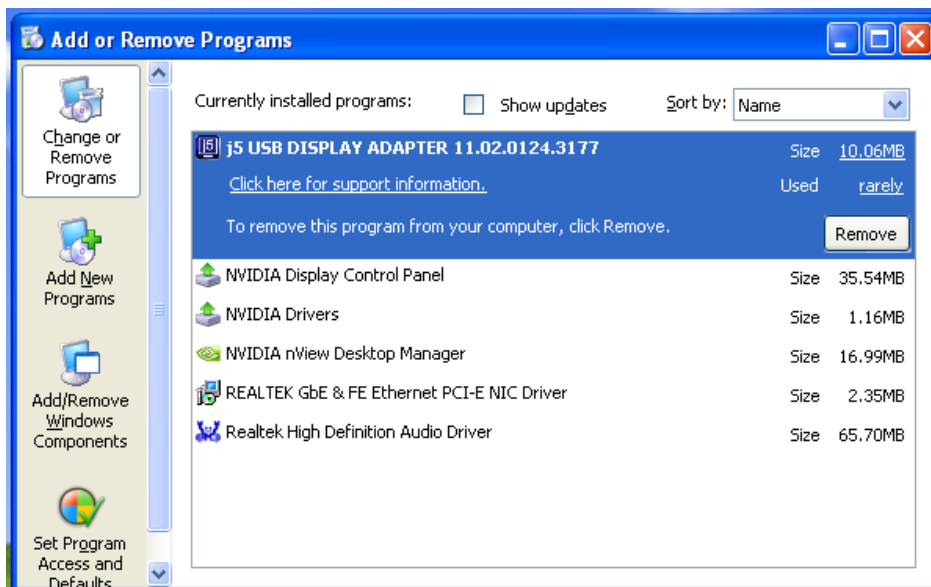 Add or Remove Programs
Change or
Remove
Programs
Add New
Programs
Add/Remove
Windows
Components
Set Program
Access and
Defaults
Currently installed programs: Show updates Sort by: Name
j5 USB DISPLAY ADAPTER 11.02.0124.3177 Size 10.06MB
Click here for support information. Used rarely
To remove this program from your computer, click Remove. Remove
NVIDIA Display Control Panel Size 35.54MB
NVIDIA Drivers Size 1.16MB
NVIDIA nView Desktop Manager Size 16.99MB
REALTEK GbE & FE Ethernet PCI-E NIC Driver Size 2.35MB
Realtek High Definition Audio Driver Size 65.70MB